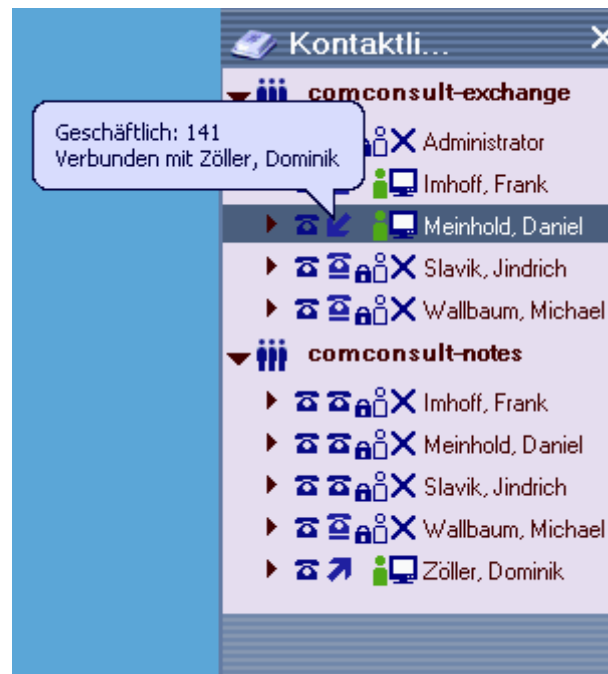 Kontaktli...
comconsult-exchange
Geschäftlich: 141
Verbunden mit Zöller, Dominik
Administrator
Imhoff, Frank
Meinhold, Daniel
Slavik, Jindrich
Wallbaum, Michael
comconsult-notes
Imhoff, Frank
Meinhold, Daniel
Slavik, Jindrich
Wallbaum, Michael
Zöller, Dominik